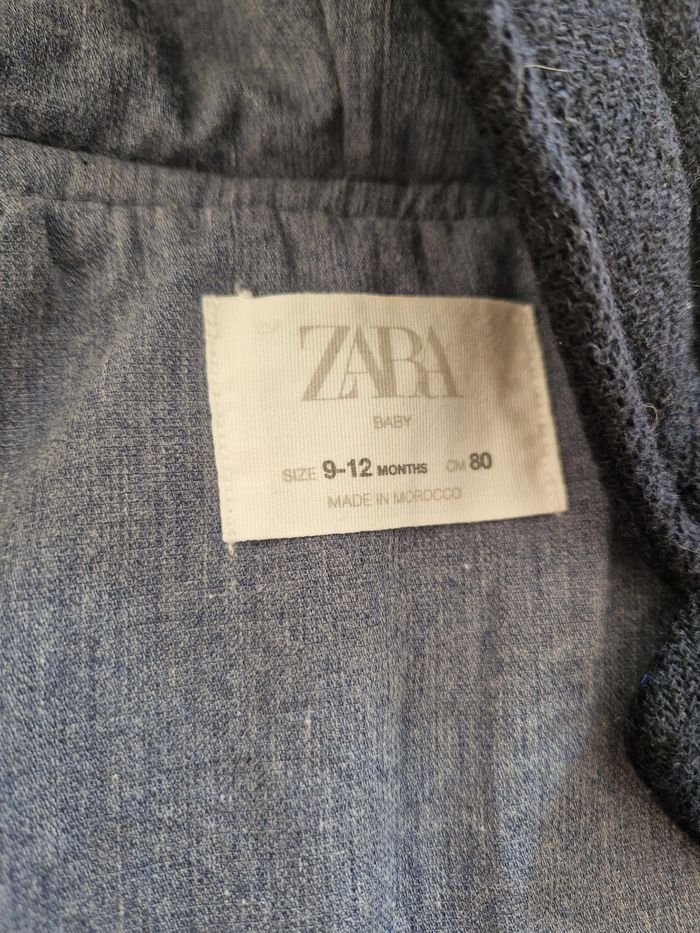 ZARA
BABY
SIZE 9-12 MONTHS CM 80
MADE IN MOROCCO